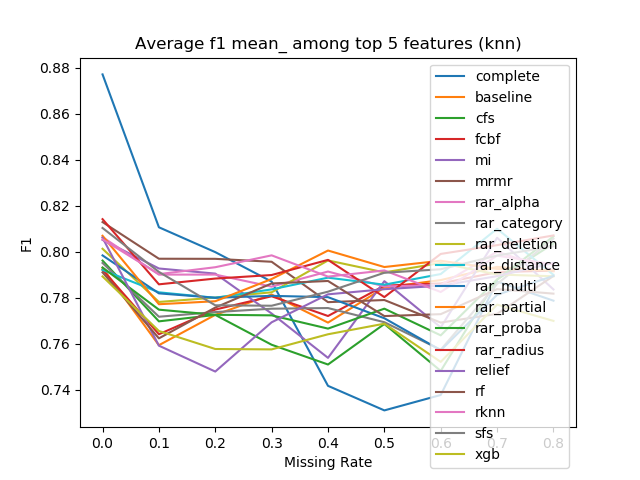 Average f1 mean_ among top 5 features (knn)
F1
0.88
0.86
0.84
0.82
0.80
0.78
0.76
0.74
0.0 0.1 0.2 0.3 0.4 0.5 0.6 0.7 0.8
Missing Rate
complete
baseline
cfs
fcbf
mi
mrmr
rar_alpha
rar_category
rar_deletion
rar_distance
rar_multi
rar_partial
rar_proba
rar_radius
relief
rf
rknn
sfs
xgb